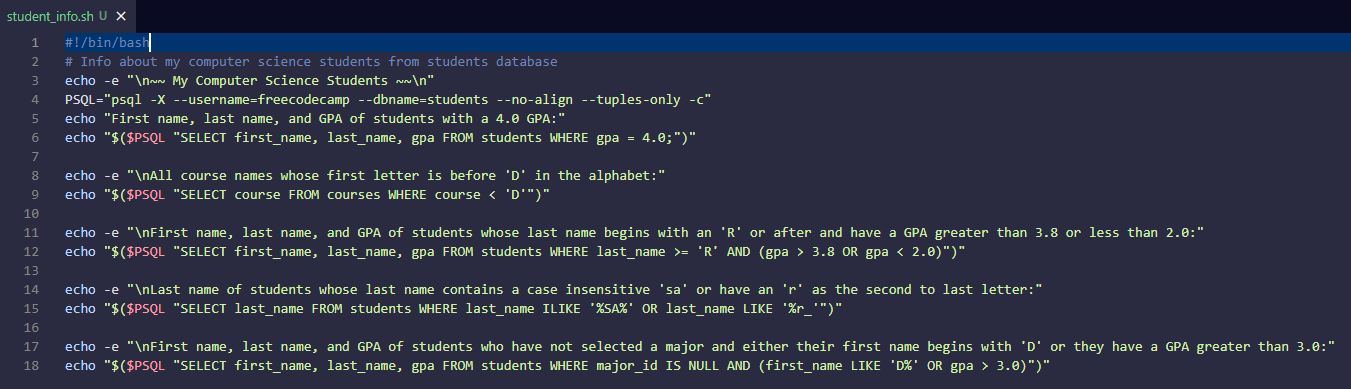 student_info.sh U ✕
1 #!/bin/bash
2 # Info about my computer science students from students database
3 echo -e "\n~~ My Computer Science Students ~~\n"
4 PSQL="psql -X --username=freecodecamp --dbname=students --no-align --tuples-only -c"
5 echo "First name, last name, and GPA of students with a 4.0 GPA:"
6 echo "$($PSQL "SELECT first_name, last_name, gpa FROM students WHERE gpa = 4.0;")"
7
8 echo -e "\nAll course names whose first letter is before 'D' in the alphabet:"
9 echo "$($PSQL "SELECT course FROM courses WHERE course < 'D'")"
10
11 echo -e "\nFirst name, last name, and GPA of students whose last name begins with an 'R' or after and have a GPA greater than 3.8 or less than 2.0:"
12 echo "$($PSQL "SELECT first_name, last_name, gpa FROM students WHERE last_name >= 'R' AND (gpa > 3.8 OR gpa < 2.0)")"
13
14 echo -e "\nLast name of students whose last name contains a case insensitive 'sa' or have an 'r' as the second to last letter:"
15 echo "$($PSQL "SELECT last_name FROM students WHERE last_name ILIKE '%SA%' OR last_name LIKE '%r_'")"
16
17 echo -e "\nFirst name, last name, and GPA of students who have not selected a major and either their first name begins with 'D' or they have a GPA greater than 3.0:"
18 echo "$($PSQL "SELECT first_name, last_name, gpa FROM students WHERE major_id IS NULL AND (first_name LIKE 'D%' OR gpa > 3.0)")"